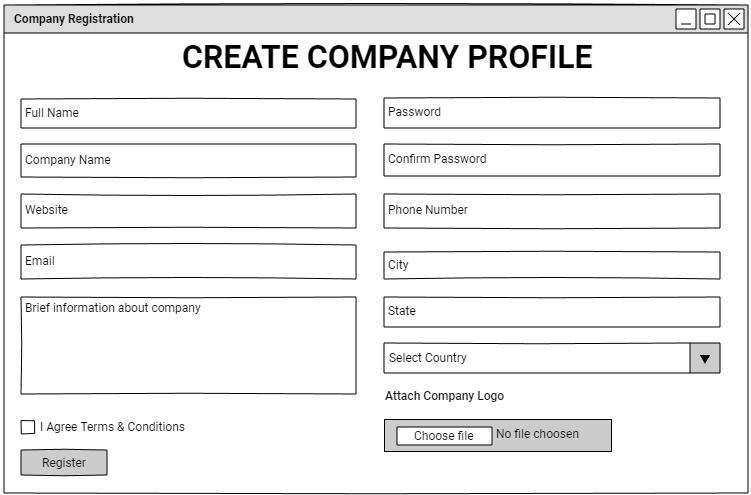 Company Registration
CREATE COMPANY PROFILE
Full Name
Company Name
Website
Email
Brief information about company
I Agree Terms & Conditions
Register
Password
Confirm Password
Phone Number
City
State
Select Country
Attach Company Logo
Choose file No file choosen